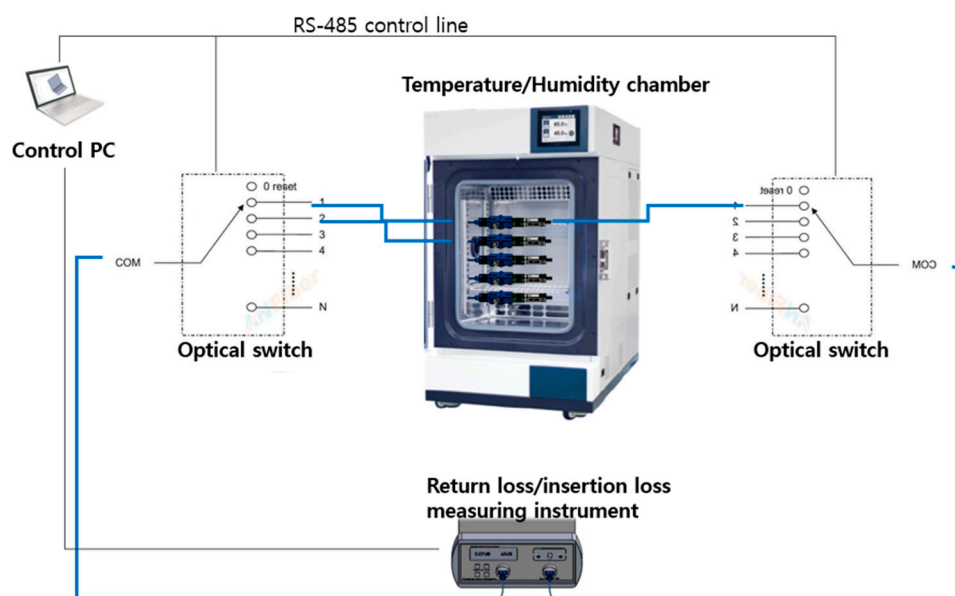 RS-485 control line
Temperature/Humidity chamber
Control PC
0 reset
1
2
3
4
COM
N
Optical switch
0 reset
1
2
3
4
COM
N
Optical switch
Return loss/insertion loss
measuring instrument